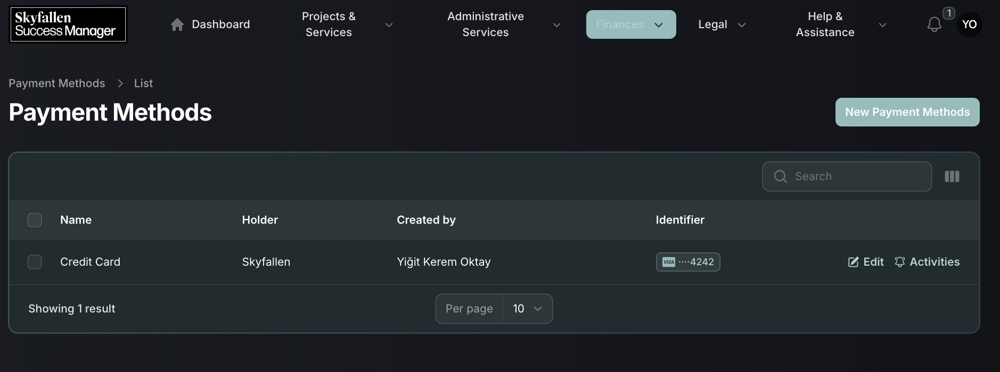 Skyfallen
Success Manager
Dashboard
Projects &
Services
Administrative
Services
Finances
Legal
Help &
Assistance
1
YO
Payment Methods > List
Payment Methods
New Payment Methods
Search
Name Holder Created by Identifier
Credit Card Skyfallen Yiğit Kerem Oktay VISA ····4242 Edit Activities
Showing 1 result Per page 10